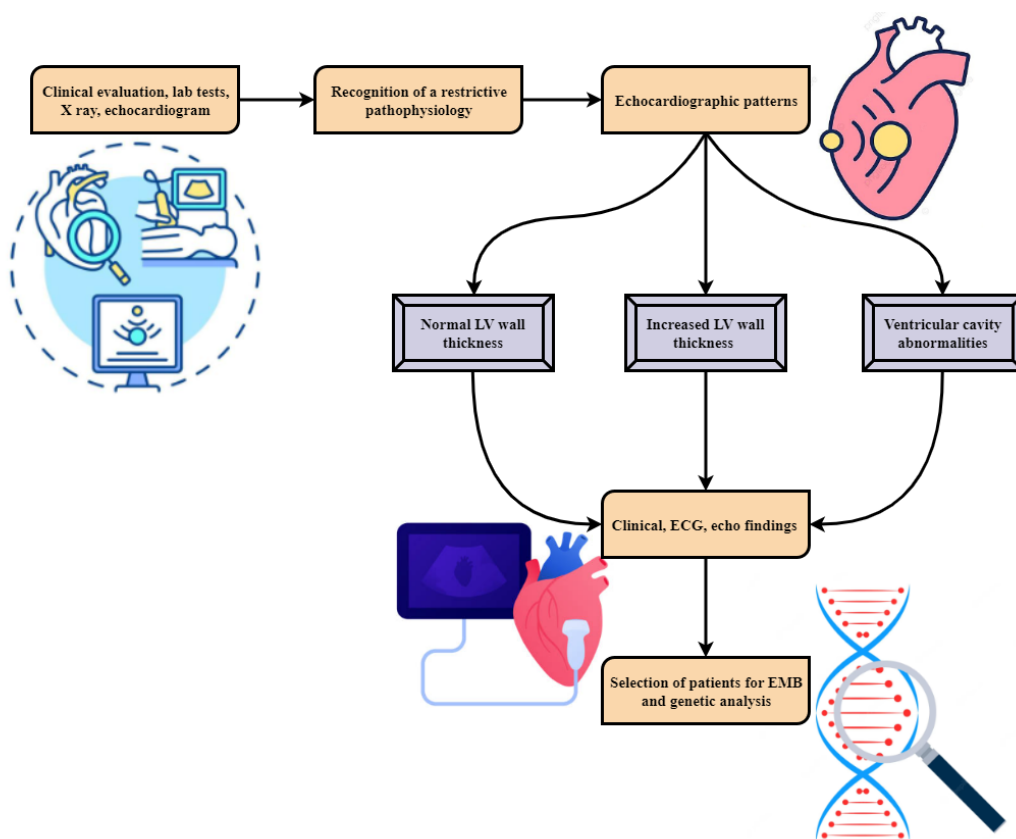 Clinical evaluation, lab tests,
X ray, echocardiogram
Recognition of a restrictive
pathophysiology
Echocardiographic patterns
Normal LV wall
thickness
Increased LV wall
thickness
Ventricular cavity
abnormalities
Clinical, ECG, echo findings
Selection of patients for EMB
and genetic analysis